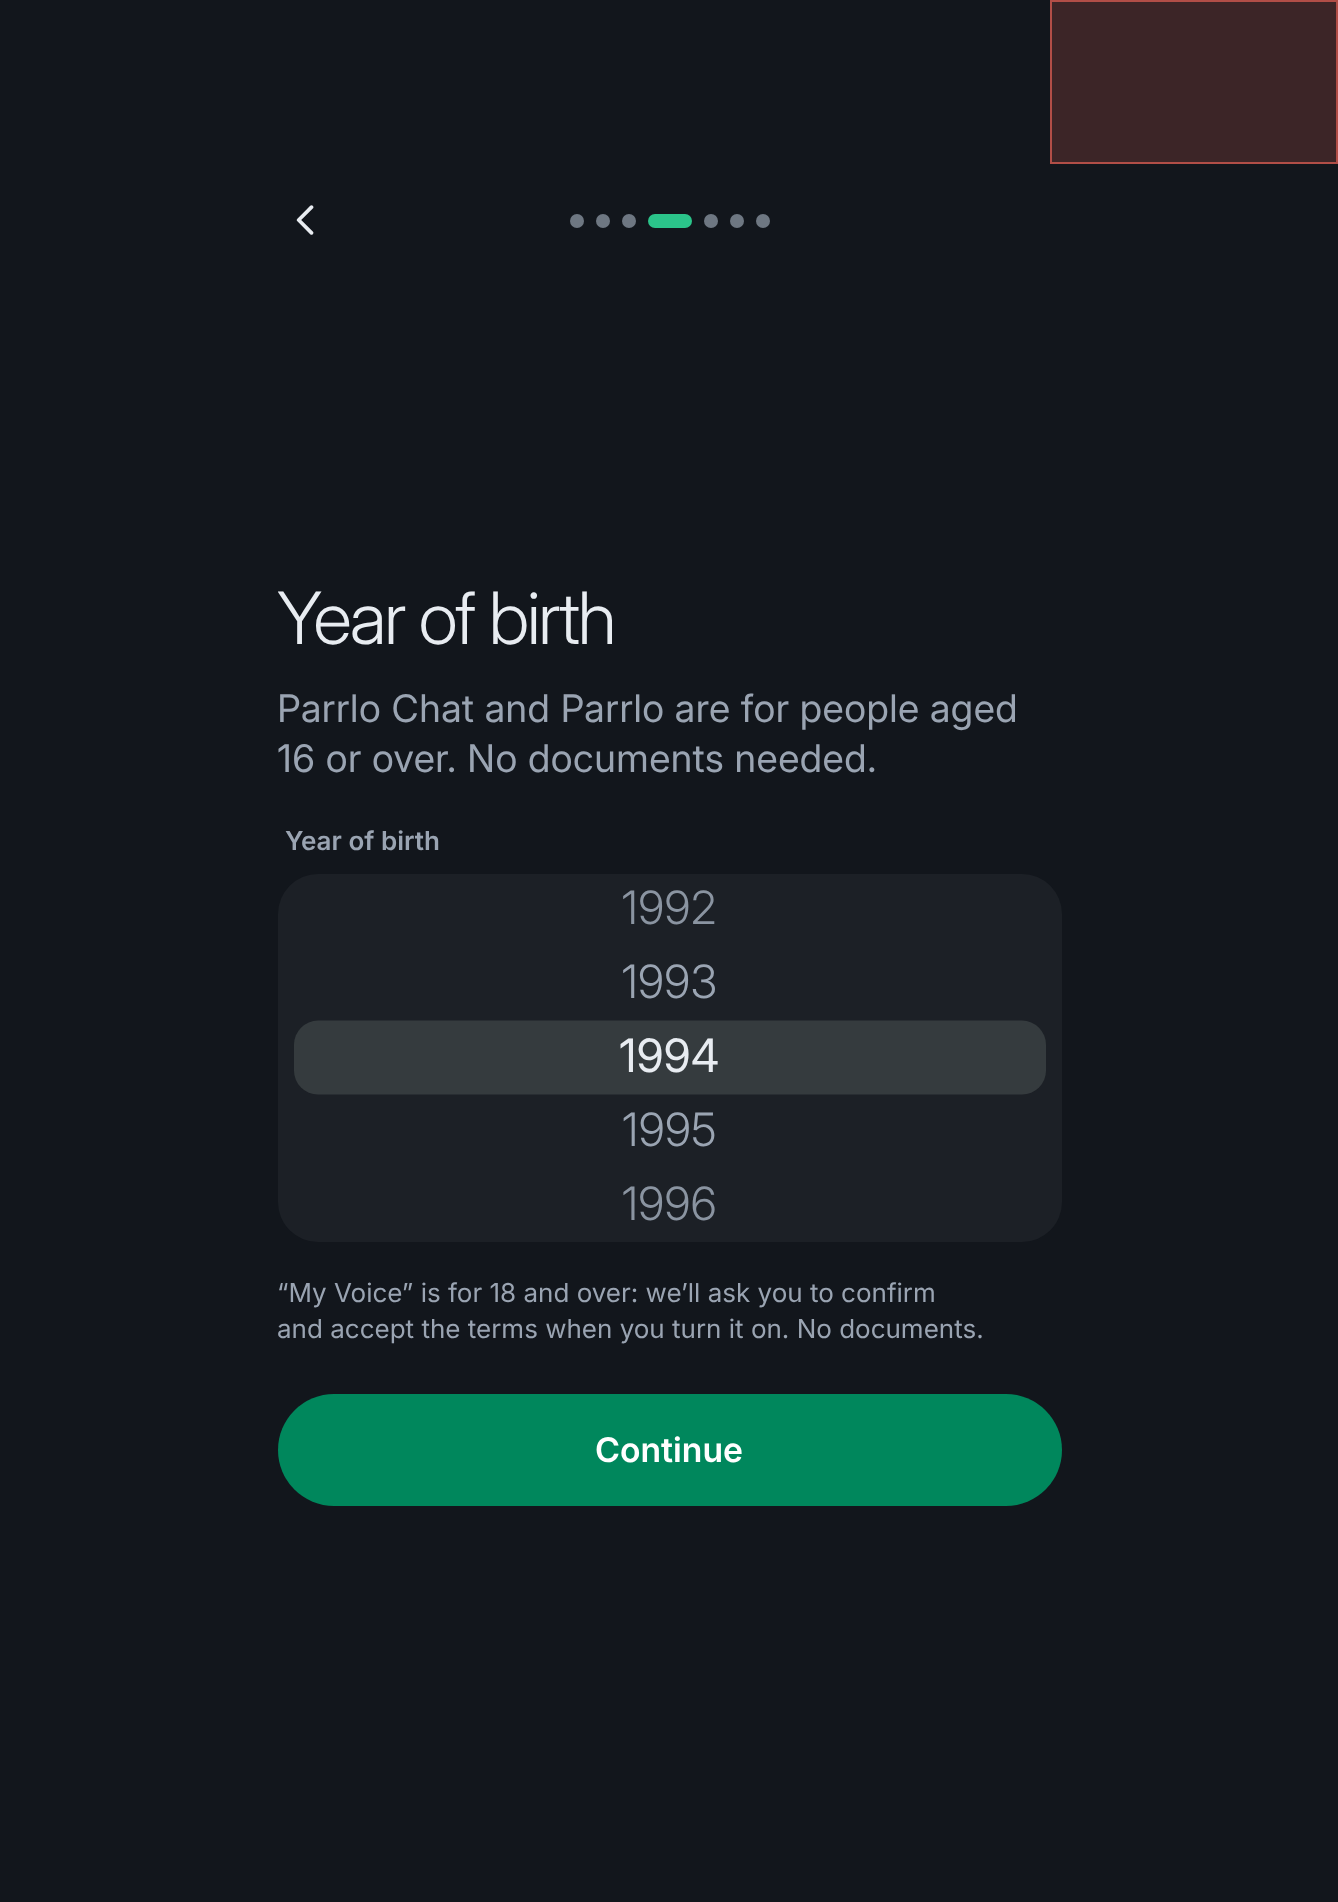 Year of birth
Parrlo Chat and Parrlo are for people aged
16 or over. No documents needed.
Year of birth
1992
1993
1994
1995
1996
“My Voice” is for 18 and over: we’ll ask you to confirm
and accept the terms when you turn it on. No documents.
Continue